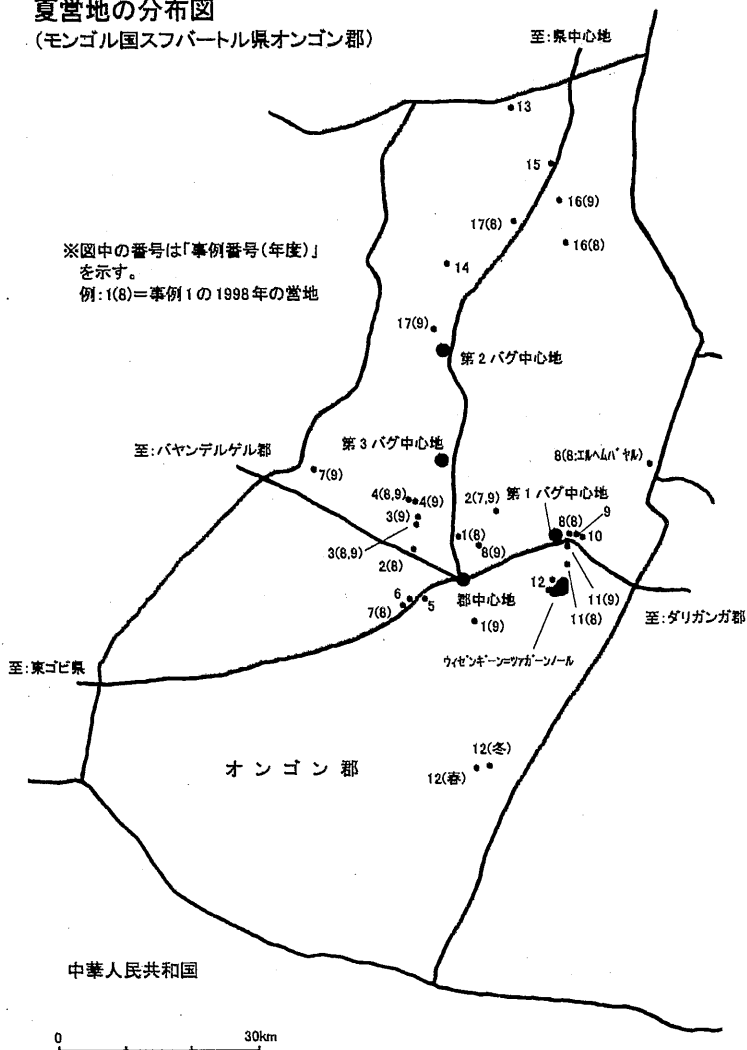 夏営地の分布図
(モンゴル国スフバートル県オンゴン郡)
至:県中心地
13
15
16(9)
17(8)
16(8)
※図中の番号は「事例番号(年度)」
を示す。
例:1(8)=事例1の1998年の営地
14
17(9)
第2バグ中心地
至:バヤンデルゲル郡
第3バグ中心地
8(8:エルヘムバヤル)
7(9)
4(8,9)
4(9)
2(7,9)
第1バグ中心地
3(9)
8(8)
9
10
3(8,9)
1(8)
8(9)
2(8)
12
6
5
7(8)
郡中心地
11(9)
11(8)
1(9)
至:ダリガンガ郡
ウィゼンギーン=ツァガーンノール
至:東ゴビ県
オンゴン郡
12(冬)
12(春)
中華人民共和国
0
30km